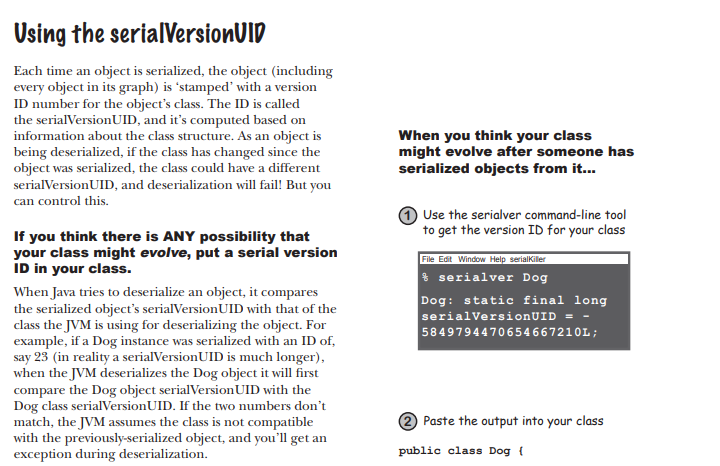 Using the serialVersionUID
Each time an object is serialized, the object (including
every object in its graph) is ‘stamped’ with a version
ID number for the object’s class. The ID is called
the serialVersionUID, and it’s computed based on
information about the class structure. As an object is
being deserialized, if the class has changed since the
object was serialized, the class could have a different
serialVersionUID, and deserialization will fail! But you
can control this.
If you think there is ANY possibility that
your class might evolve, put a serial version
ID in your class.
When Java tries to deserialize an object, it compares
the serialized object’s serialVersionUID with that of the
class the JVM is using for deserializing the object. For
example, if a Dog instance was serialized with an ID of,
say 23 (in reality a serialVersionUID is much longer),
when the JVM deserializes the Dog object it will first
compare the Dog object serialVersionUID with the
Dog class serialVersionUID. If the two numbers don’t
match, the JVM assumes the class is not compatible
with the previously-serialized object, and you’ll get an
exception during deserialization.
When you think your class
might evolve after someone has
serialized objects from it...
1 Use the serialver command-line tool
to get the version ID for your class
File Edit Window Help serialKiller
% serialver Dog
Dog: static final long
serialVersionUID = -
5849794470654667210L;
2 Paste the output into your class
public class Dog {